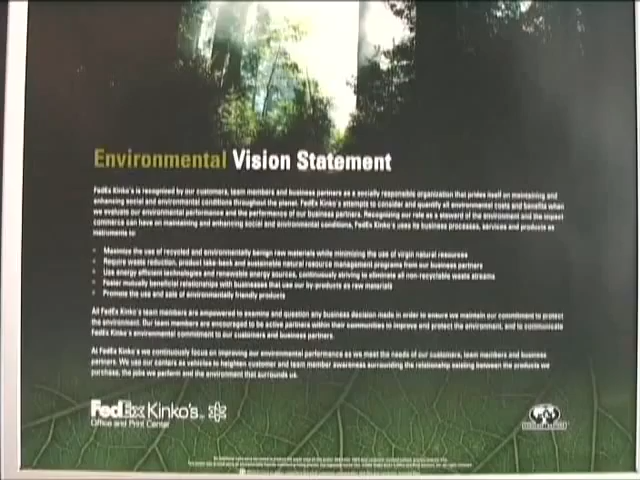 Environmental Vision Statement
FedEx Kinko's is recognized by our customers, team members and business partners as a socially responsible organization that prides itself on maintaining and
enhancing social and environmental conditions throughout the planet. FedEx Kinko's attempts to consider and quantify all environmental costs and benefits when
we evaluate our environmental performance and the performance of our business partners. Recognizing our role as a steward of the environment and the impact
commerce can have on maintaining and enhancing social and environmental conditions, FedEx Kinko's uses its business processes, services and products as
instruments to:
Maximize the use of recycled and environmentally benign raw materials while minimizing the use of virgin natural resources
Require waste reduction, product take-back and sustainable natural resource management programs from our business partners
Use energy efficient technologies and renewable energy sources, continuously striving to eliminate all non-recyclable waste streams
Foster mutually beneficial relationships with businesses that use our by-products as raw materials
Promote the use and sale of environmentally friendly products
All FedEx Kinko's team members are empowered to examine and question any business decision made in order to ensure we maintain our commitment to protect
the environment. Our team members are encouraged to be active partners within their communities to improve and protect the environment, and to communicate
FedEx Kinko's environmental commitment to our customers and business partners.
At FedEx Kinko's we continuously focus on improving our environmental performance as we meet the needs of our customers, team members and business
partners. We use our centers as vehicles to heighten customer and team member awareness surrounding the relationship existing between the products we
purchase, the jobs we perform and the environment that surrounds us.
FedEx Kinko's
Office and Print Center